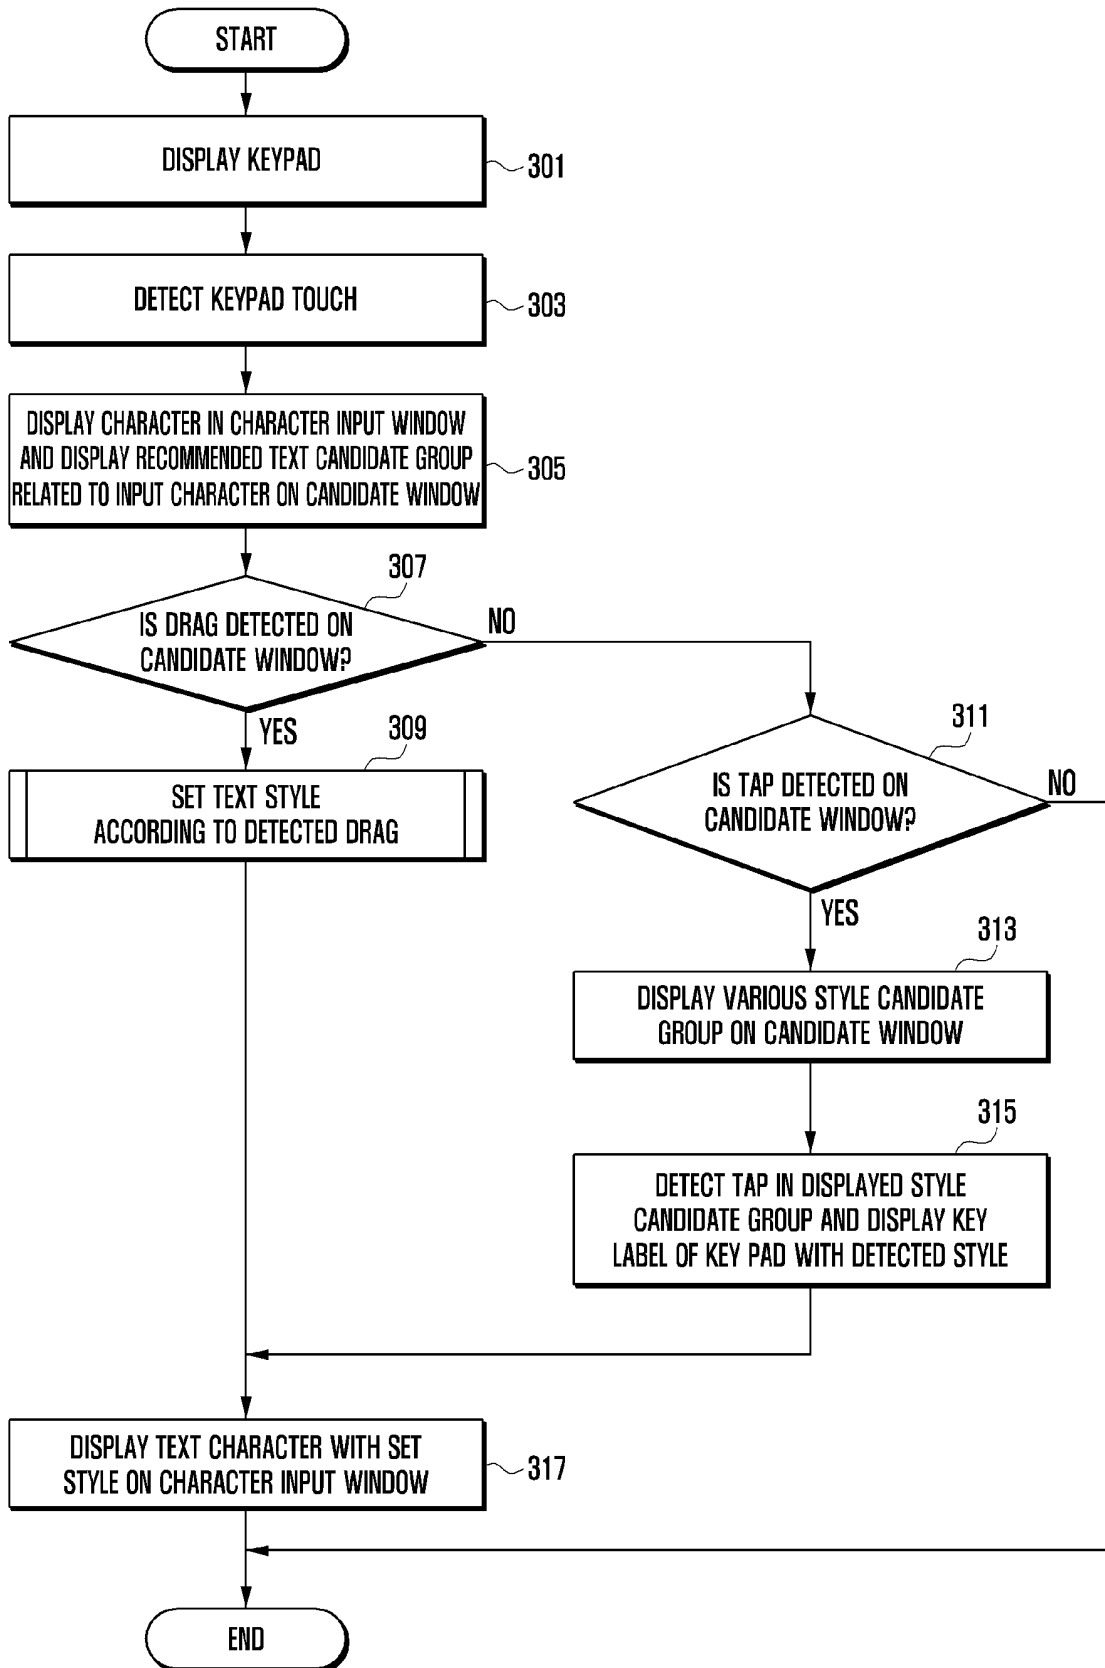 START
DISPLAY KEYPAD
301
DETECT KEYPAD TOUCH
303
DISPLAY CHARACTER IN CHARACTER INPUT WINDOW
AND DISPLAY RECOMMENDED TEXT CANDIDATE GROUP
RELATED TO INPUT CHARACTER ON CANDIDATE WINDOW
305
307
IS DRAG DETECTED ON
CANDIDATE WINDOW?
NO
YES
309
SET TEXT STYLE
ACCORDING TO DETECTED DRAG
311
IS TAP DETECTED ON
CANDIDATE WINDOW?
NO
YES
313
DISPLAY VARIOUS STYLE CANDIDATE
GROUP ON CANDIDATE WINDOW
315
DETECT TAP IN DISPLAYED STYLE
CANDIDATE GROUP AND DISPLAY KEY
LABEL OF KEY PAD WITH DETECTED STYLE
DISPLAY TEXT CHARACTER WITH SET
STYLE ON CHARACTER INPUT WINDOW
317
END